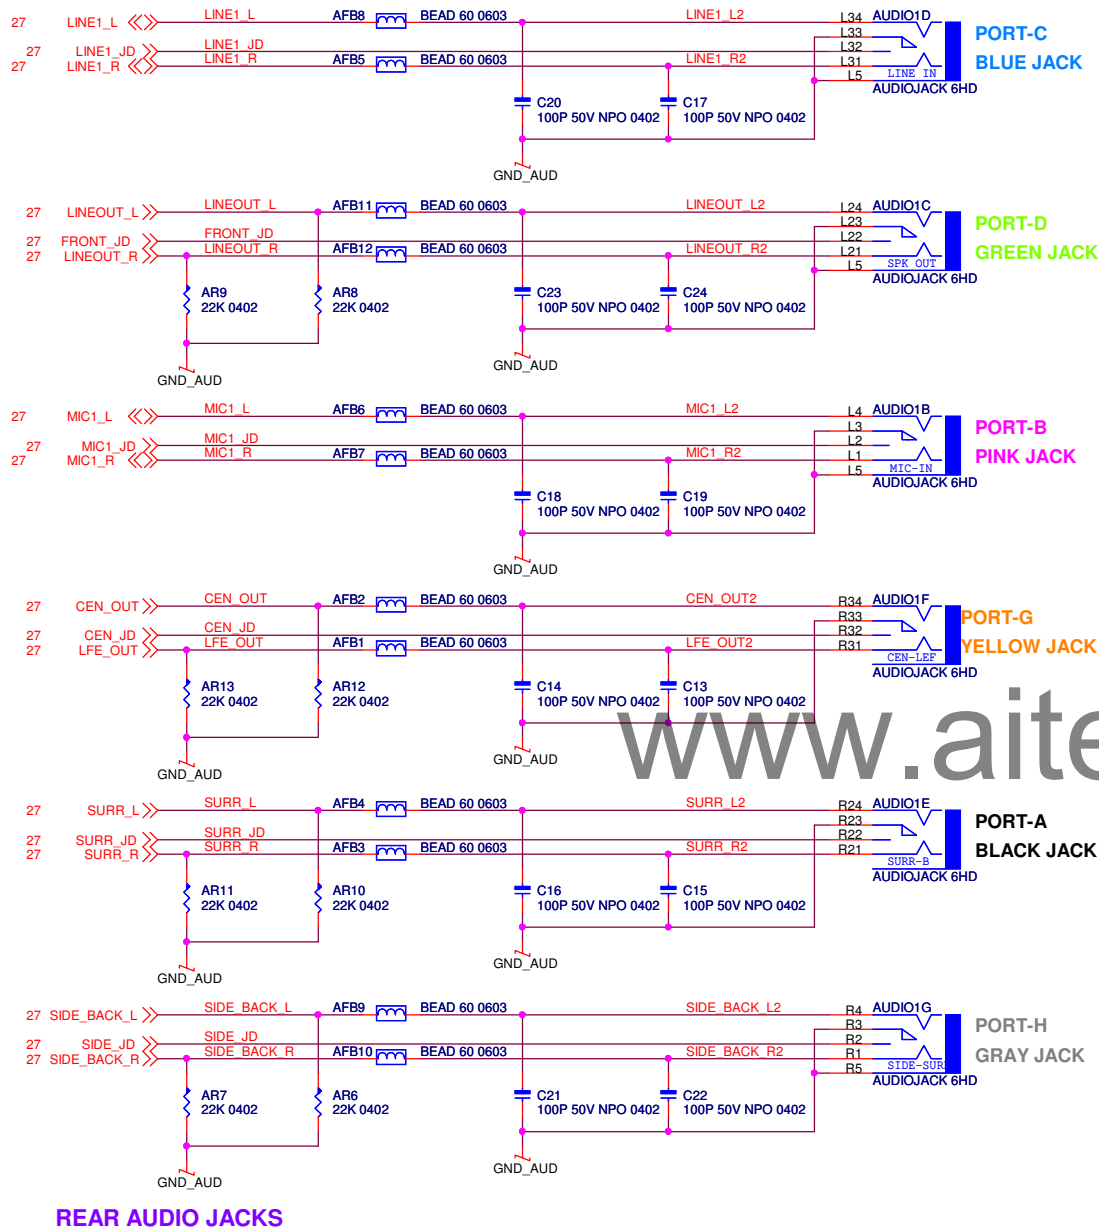 27 LINE1_L LINE1_L AFB8 BEAD 60 0603 LINE1_L2 L34 AUDIO1D
L33 PORT-C
27 LINE1_JD LINE1_JD L32
27 LINE1_R LINE1_R AFB5 BEAD 60 0603 LINE1_R2 L31 BLUE JACK
L5 LINE IN
AUDIOJACK 6HD
C20 C17
100P 50V NPO 0402 100P 50V NPO 0402
GND_AUD
27 LINEOUT_L LINEOUT_L AFB11 BEAD 60 0603 LINEOUT_L2 L24 AUDIO1C
L23 PORT-D
27 FRONT_JD FRONT_JD L22
27 LINEOUT_R LINEOUT_R AFB12 BEAD 60 0603 LINEOUT_R2 L21 GREEN JACK
L5 SPK OUT
AUDIOJACK 6HD
AR9 AR8 C23 C24
22K 0402 22K 0402 100P 50V NPO 0402 100P 50V NPO 0402
GND_AUD
GND_AUD
27 MIC1_L MIC1_L AFB6 BEAD 60 0603 MIC1_L2 L4 AUDIO1B
L3 PORT-B
27 MIC1_JD MIC1_JD L2
27 MIC1_R MIC1_R AFB7 BEAD 60 0603 MIC1_R2 L1 PINK JACK
L5 MIC-IN
AUDIOJACK 6HD
C18 C19
100P 50V NPO 0402 100P 50V NPO 0402
GND_AUD
27 CEN_OUT CEN_OUT AFB2 BEAD 60 0603 CEN_OUT2 R34 AUDIO1F
R33 PORT-G
27 CEN_JD CEN_JD R32
27 LFE_OUT LFE_OUT AFB1 BEAD 60 0603 LFE_OUT2 R31 YELLOW JACK
CEN-LEF
AUDIOJACK 6HD
AR13 AR12 C14 C13
22K 0402 22K 0402 100P 50V NPO 0402 100P 50V NPO 0402
www.aite
GND_AUD
GND_AUD
27 SURR_L SURR_L AFB4 BEAD 60 0603 SURR_L2 R24 AUDIO1E
R23 PORT-A
27 SURR_JD SURR_JD R22
27 SURR_R SURR_R AFB3 BEAD 60 0603 SURR_R2 R21 BLACK JACK
SURR-B
AUDIOJACK 6HD
AR11 AR10 C16 C15
22K 0402 22K 0402 100P 50V NPO 0402 100P 50V NPO 0402
GND_AUD
GND_AUD
27 SIDE_BACK_L SIDE_BACK_L AFB9 BEAD 60 0603 SIDE_BACK_L2 R4 AUDIO1G
R3 PORT-H
27 SIDE_JD SIDE_JD R2
27 SIDE_BACK_R SIDE_BACK_R AFB10 BEAD 60 0603 SIDE_BACK_R2 R1 GRAY JACK
R5 SIDE-SUR
AUDIOJACK 6HD
AR7 AR6 C21 C22
22K 0402 22K 0402 100P 50V NPO 0402 100P 50V NPO 0402
GND_AUD
GND_AUD
REAR AUDIO JACKS